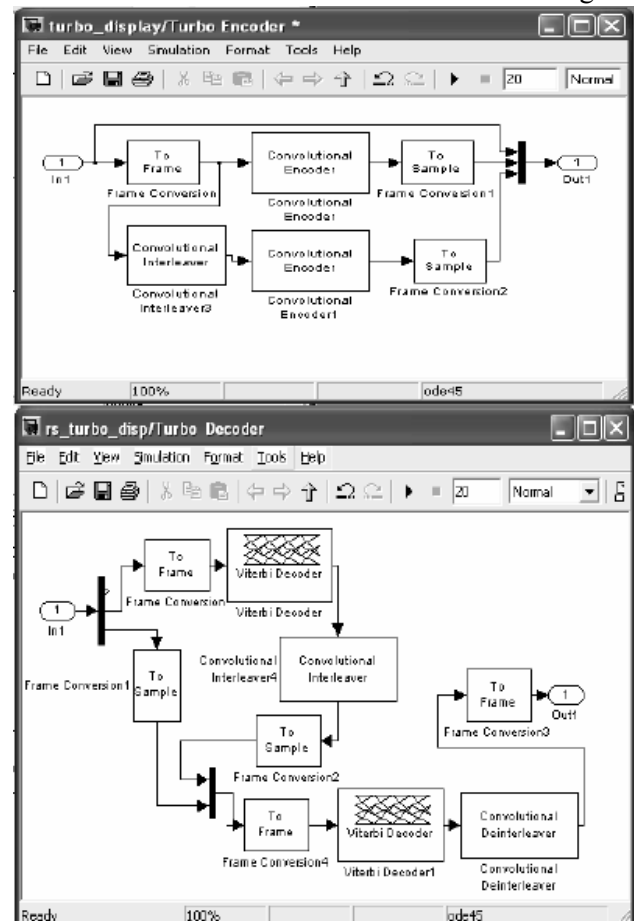 turbo_display/Turbo Encoder *
File Edit View Simulation Format Tools Help
20 Normal
1
In1
To
Frame
Frame Conversion
Convolutional
Encoder
Convolutional
Encoder
To
Sample
Frame Conversion1
1
Out1
Convolutional
Interleaver
Convolutional
Interleaver3
Convolutional
Encoder
Convolutional
Encoder1
To
Sample
Frame Conversion2
Ready 100% ode45
rs_turbo_disp/Turbo Decoder
File Edit View Simulation Format Tools Help
20 Normal
1
In1
To
Frame
Frame Conversion
Viterbi Decoder
Viterbi Decoder
Frame Conversion1
To
Sample
Convolutional
Interleaver4
Convolutional
Interleaver
To
Sample
Frame Conversion2
To
Frame
Frame Conversion3
1
Out1
To
Frame
Frame Conversion4
Viterbi Decoder
Viterbi Decoder1
Convolutional
Deinterleaver
Convolutional
Deinterleaver
Ready 100% ode45